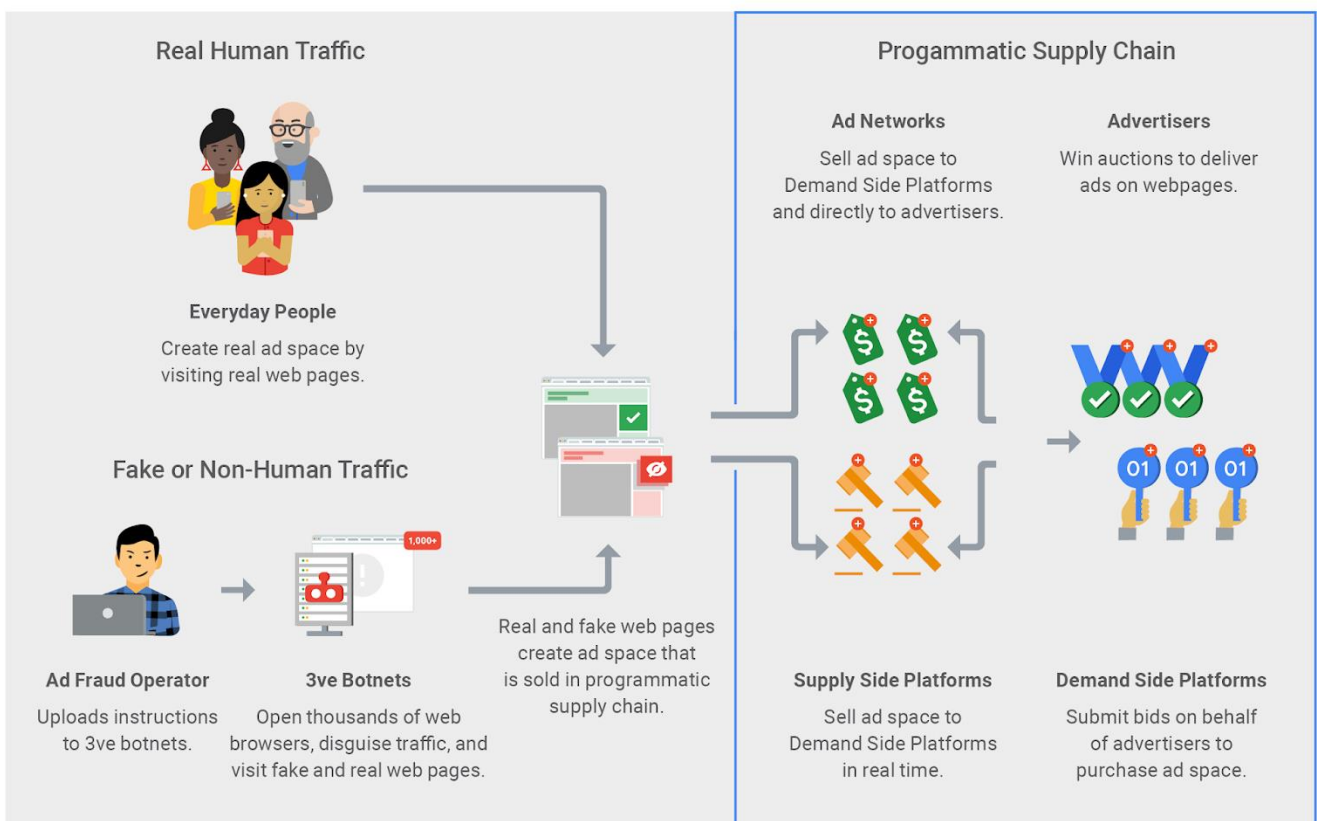 Real Human Traffic
Everyday People
Create real ad space by
visiting real web pages.
Fake or Non-Human Traffic
1,000+
Ad Fraud Operator
Uploads instructions
to 3ve botnets.
3ve Botnets
Open thousands of web
browsers, disguise traffic, and
visit fake and real web pages.
Real and fake web pages
create ad space that
is sold in programmatic
supply chain.
Progammatic Supply Chain
Ad Networks
Sell ad space to
Demand Side Platforms
and directly to advertisers.
Advertisers
Win auctions to deliver
ads on webpages.
$ $
$ $
01 01 01
Supply Side Platforms
Sell ad space to
Demand Side Platforms
in real time.
Demand Side Platforms
Submit bids on behalf
of advertisers to
purchase ad space.